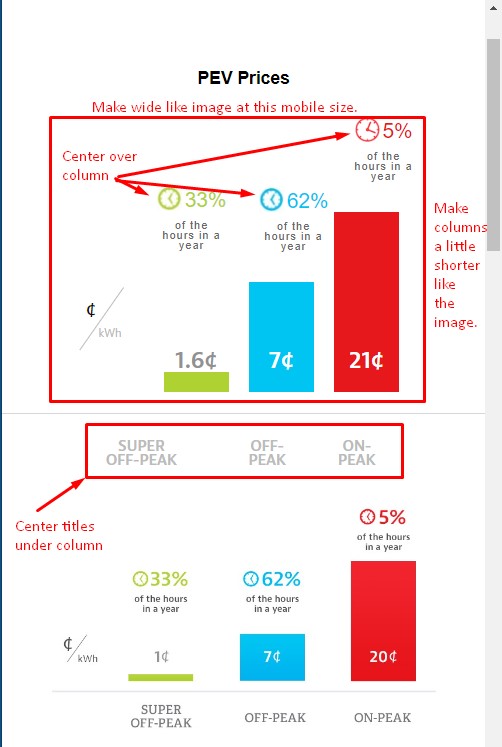 PEV Prices
Make wide like image at this mobile size.
5%
Center over
column
of the
hours in a
year
33%
62%
of the
hours in a
year
of the
hours in a
year
Make
columns
a little
shorter
like
the
image.
¢
/
kWh
1.6¢
7¢
21¢
SUPER
OFF-PEAK
OFF-
PEAK
ON-
PEAK
Center titles
under column
5%
of the hours
in a year
33%
62%
of the hours
in a year
of the hours
in a year
¢/kWh
1¢
7¢
20¢
SUPER
OFF-PEAK
OFF-PEAK
ON-PEAK